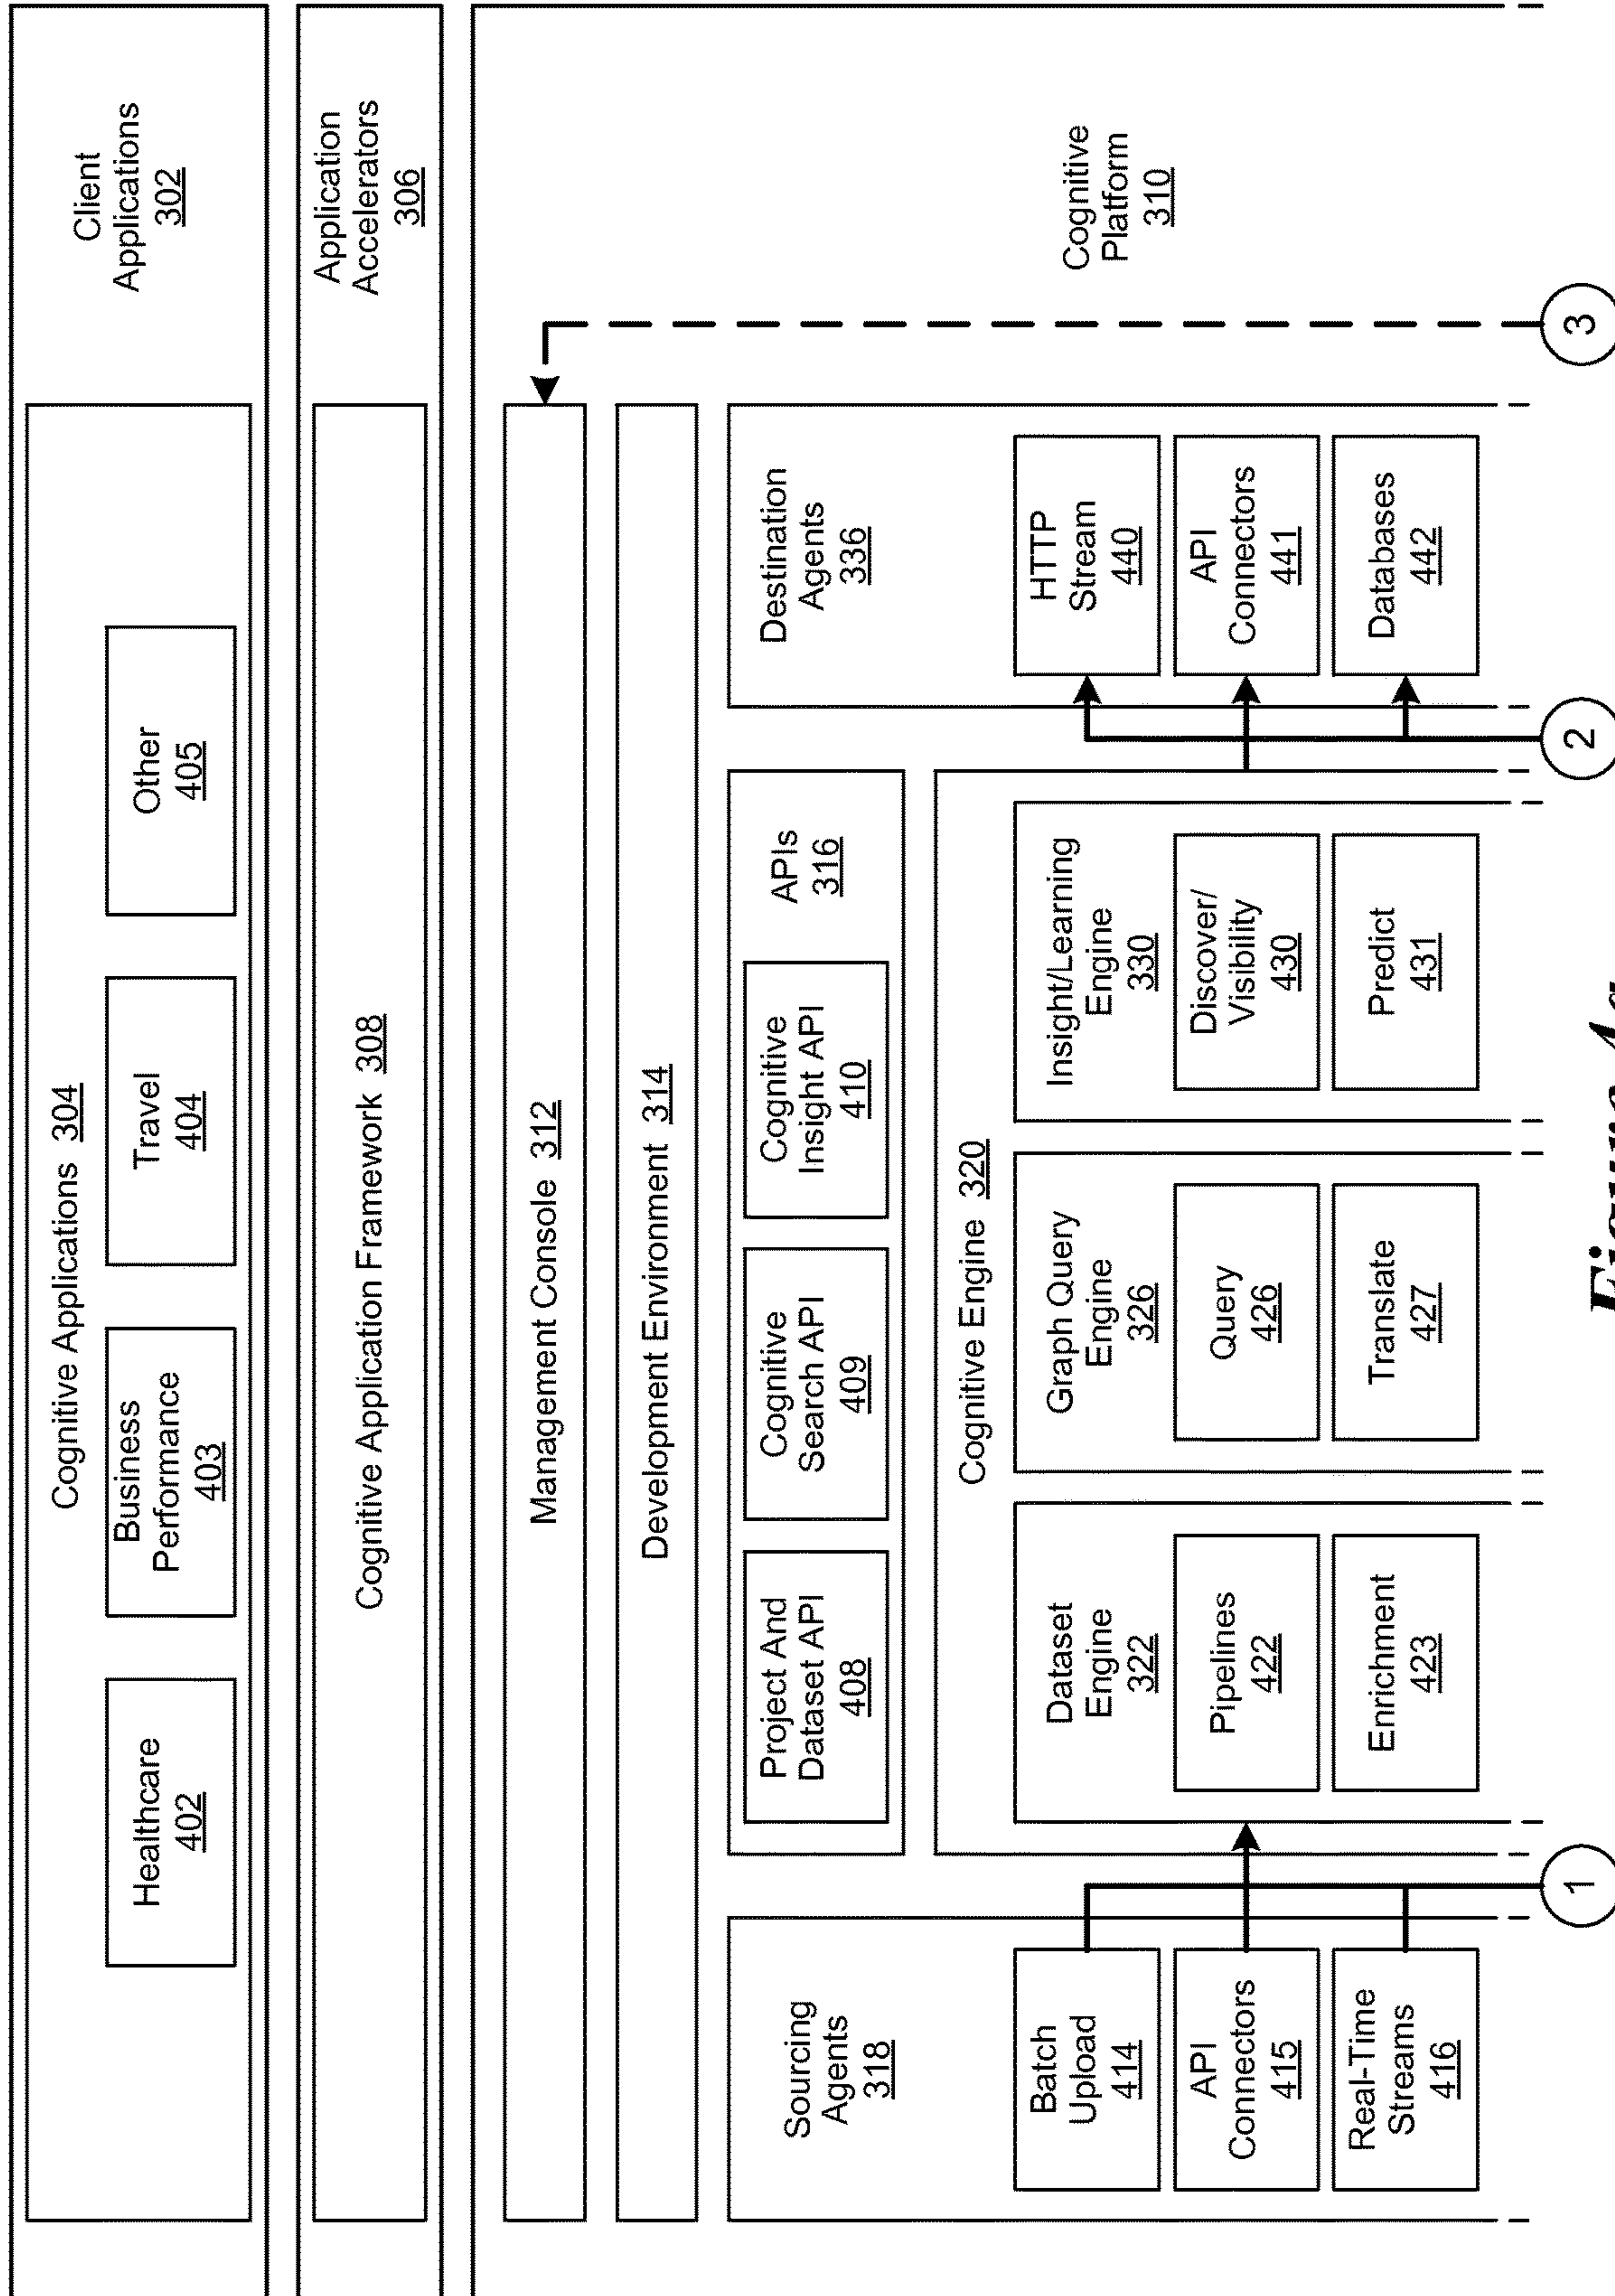 Client
Applications
302
Cognitive Applications 304
Healthcare
402
Business
Performance
403
Travel
404
Other
405
Application
Accelerators
306
Cognitive Application Framework 308
Cognitive
Platform
310
Management Console 312
Development Environment 314
Sourcing
Agents
318
Batch
Upload
414
API
Connectors
415
Real-Time
Streams
416
Project And
Dataset API
408
Cognitive
Search API
409
Cognitive
Insight API
410
APIs
316
Cognitive Engine 320
Dataset
Engine
322
Pipelines
422
Enrichment
423
Graph Query
Engine
326
Query
426
Translate
427
Insight/Learning
Engine
330
Discover/
Visibility
430
Predict
431
Destination
Agents
336
HTTP
Stream
440
API
Connectors
441
Databases
442
1
2
3